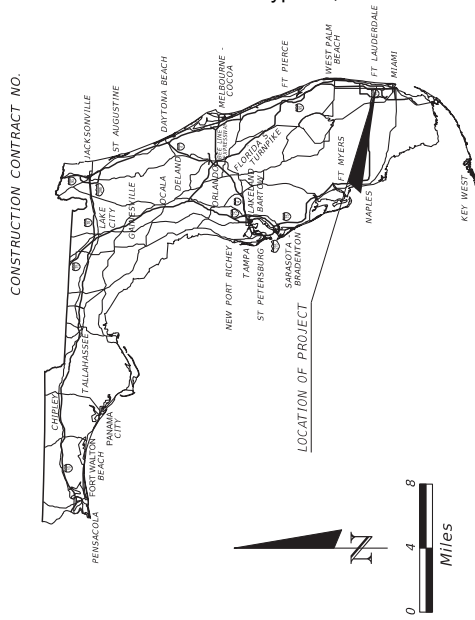 CONSTRUCTION CONTRACT NO.
PENSACOLA
FORT WALTON
BEACH
CHIPLEY
PANAMA
CITY
TALLAHASSEE
LAKE
CITY
JACKSONVILLE
ST AUGUSTINE
GAINESVILLE
OCALA
DELAND
DAYTONA BEACH
ORLANDO
MELBOURNE -
COCOA
FLORIDA'S
TURNPIKE
NEW PORT RICHEY
TAMPA
ST PETERSBURG
LAKELAND
BARTOW
SARASOTA -
BRADENTON
FT PIERCE
FT MYERS
WEST PALM
BEACH
NAPLES
FT LAUDERDALE
MIAMI
KEY WEST
LOCATION OF PROJECT
N
0 4 8
Miles